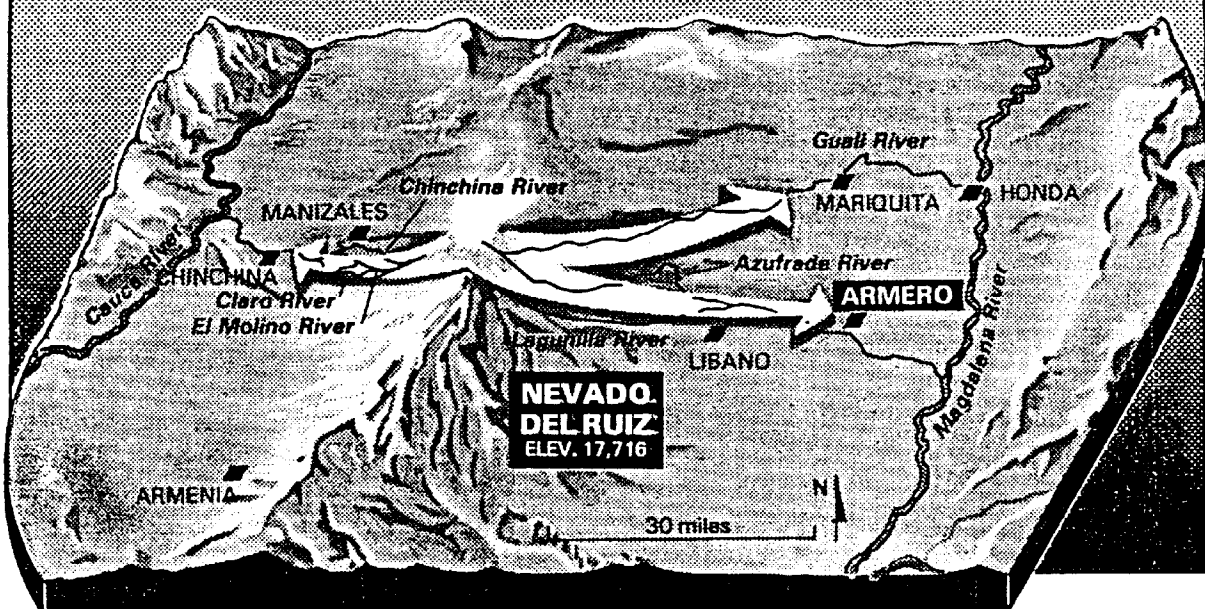 Guali River
Chinchina River
MARIQUITA
HONDA
MANIZALES
CHINCHINA
Cauca River
Claro River
El Molino River
Azufrada River
ARMERO
Lagunilla River
LIBANO
Magdalena River
NEVADO
DEL RUIZ
ELEV. 17,716
ARMENIA
N
30 miles